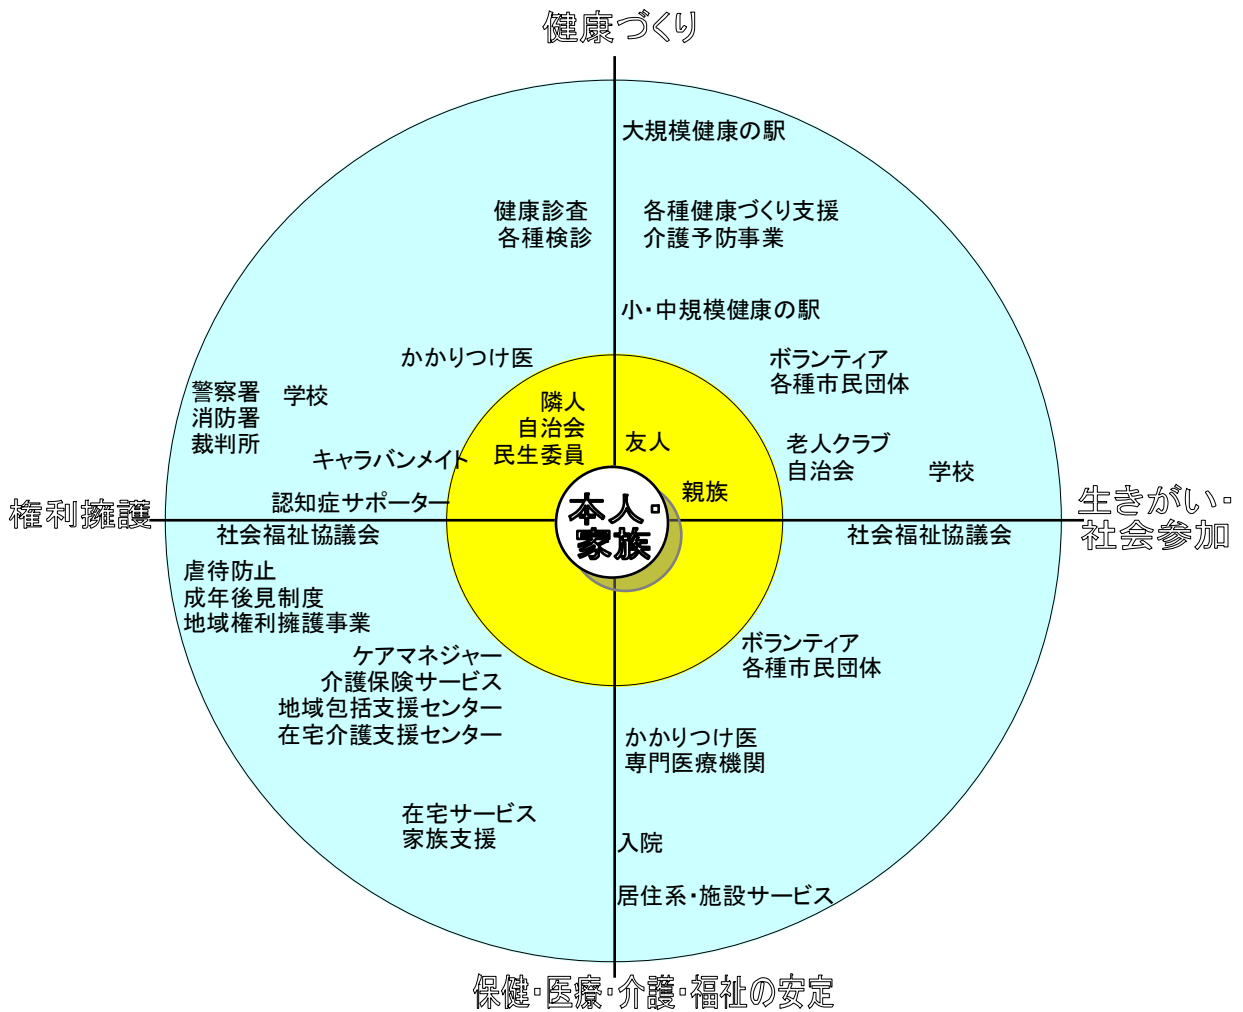 健康づくり
大規模健康の駅
健康診査
各種検診
各種健康づくり支援
介護予防事業
小・中規模健康の駅
かかりつけ医
ボランティア
各種市民団体
警察署
消防署
裁判所
学校
隣人
自治会
民生委員
友人
老人クラブ
自治会
学校
キャラバンメイト
認知症サポーター
親族
権利擁護
本人・
家族
生きがい・
社会参加
社会福祉協議会
社会福祉協議会
虐待防止
成年後見制度
地域権利擁護事業
ケアマネジャー
介護保険サービス
地域包括支援センター
在宅介護支援センター
ボランティア
各種市民団体
かかりつけ医
専門医療機関
在宅サービス
家族支援
入院
居住系・施設サービス
保健・医療・介護・福祉の安定